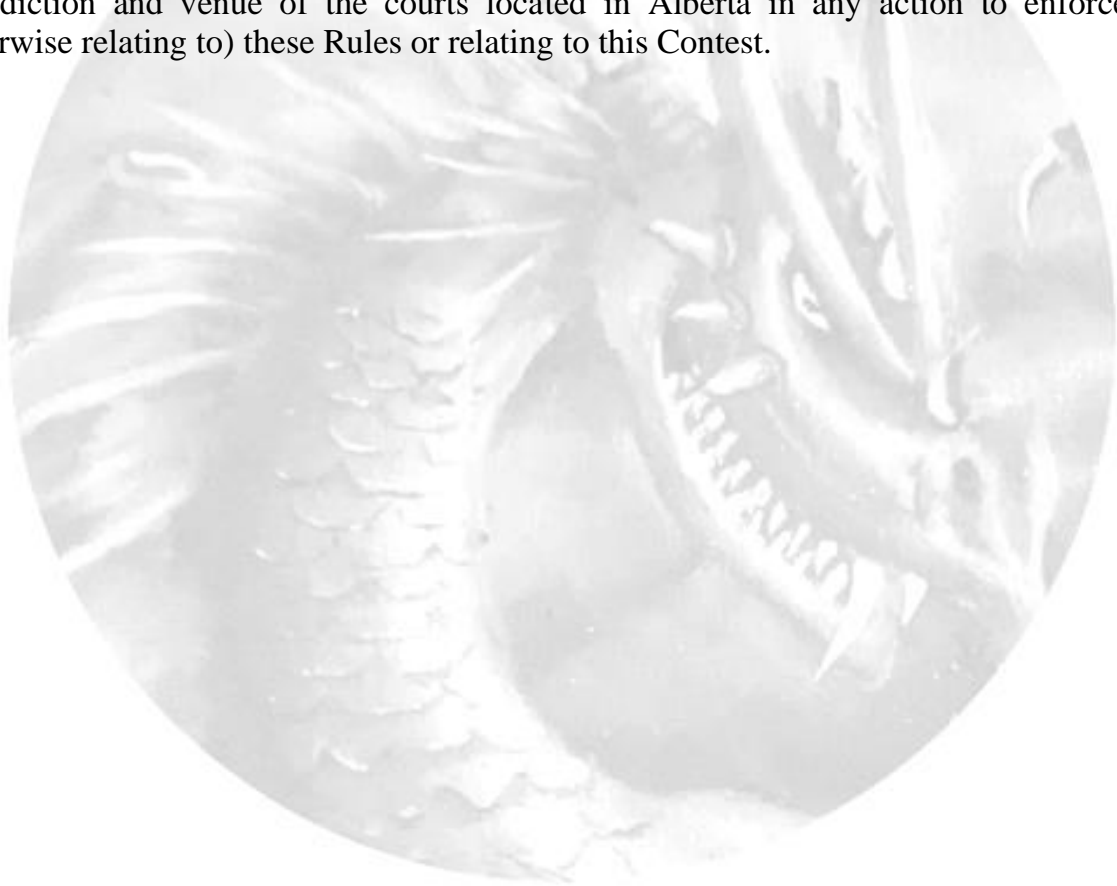 diction and venue of the courts located in Alberta in any action to enforce
rwise relating to) these Rules or relating to this Contest.